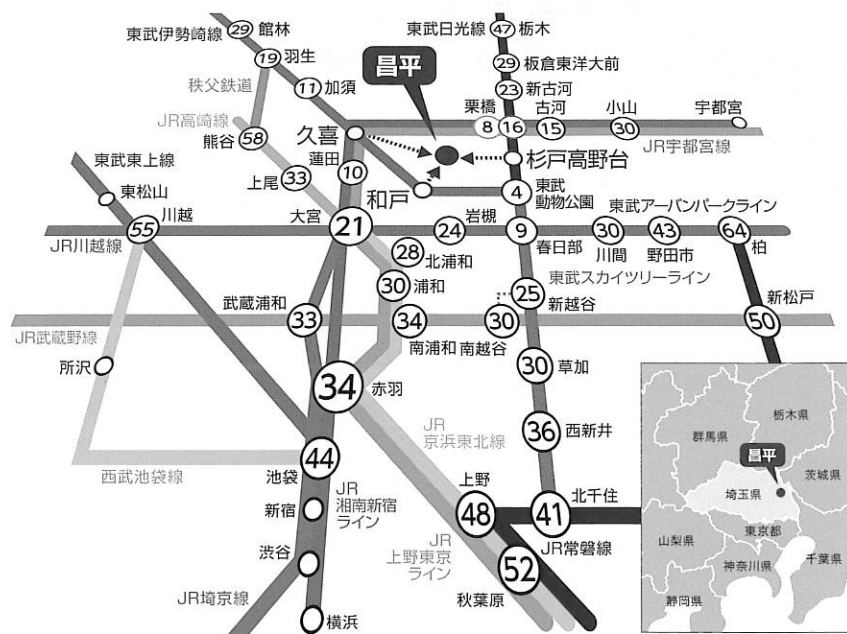 29
館林
東武伊勢崎線
47
栃木
東武日光線
19
羽生
29
板倉東洋大前
昌平
秩父鉄道
11
加須
23
新古河
JR高崎線
久喜
栗橋
8
16
古河
15
小山
30
宇都宮
JR宇都宮線
熊谷
58
蓮田
10
杉戸高野台
上尾
33
和戸
4
東武
動物公園
東武東上線
東松山
川越
55
大宮
21
岩槻
24
9
春日部
東武アーバンパークライン
30
川間
43
野田市
64
柏
JR川越線
28
北浦和
30
浦和
東武スカイツリーライン
25
新越谷
武蔵浦和
33
34
南浦和
30
南越谷
新松戸
50
JR武蔵野線
所沢
34
赤羽
30
草加
36
西新井
JR
京浜東北線
西武池袋線
44
池袋
JR
湘南新宿
ライン
新宿
渋谷
横浜
JR埼京線
上野
48
41
北千住
JR常磐線
JR
上野東京
ライン
52
秋葉原
群馬県
栃木県
昌平
茨城県
埼玉県
東京都
山梨県
神奈川県
千葉県
静岡県